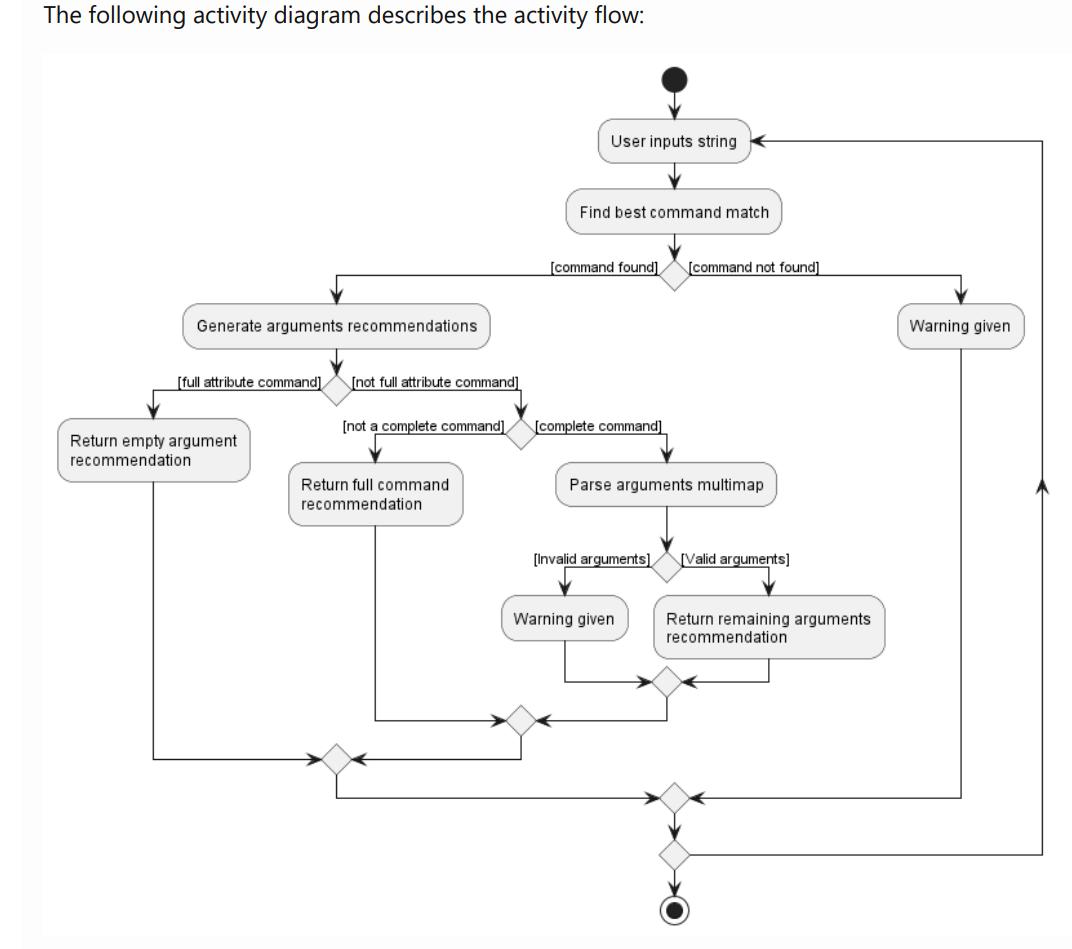 The following activity diagram describes the activity flow:
User inputs string
Find best command match
[command found]
[command not found]
Generate arguments recommendations
Warning given
[full attribute command]
[not full attribute command]
Return empty argument
recommendation
[not a complete command]
[complete command]
Return full command
recommendation
Parse arguments multimap
[Invalid arguments]
[Valid arguments]
Warning given
Return remaining arguments
recommendation